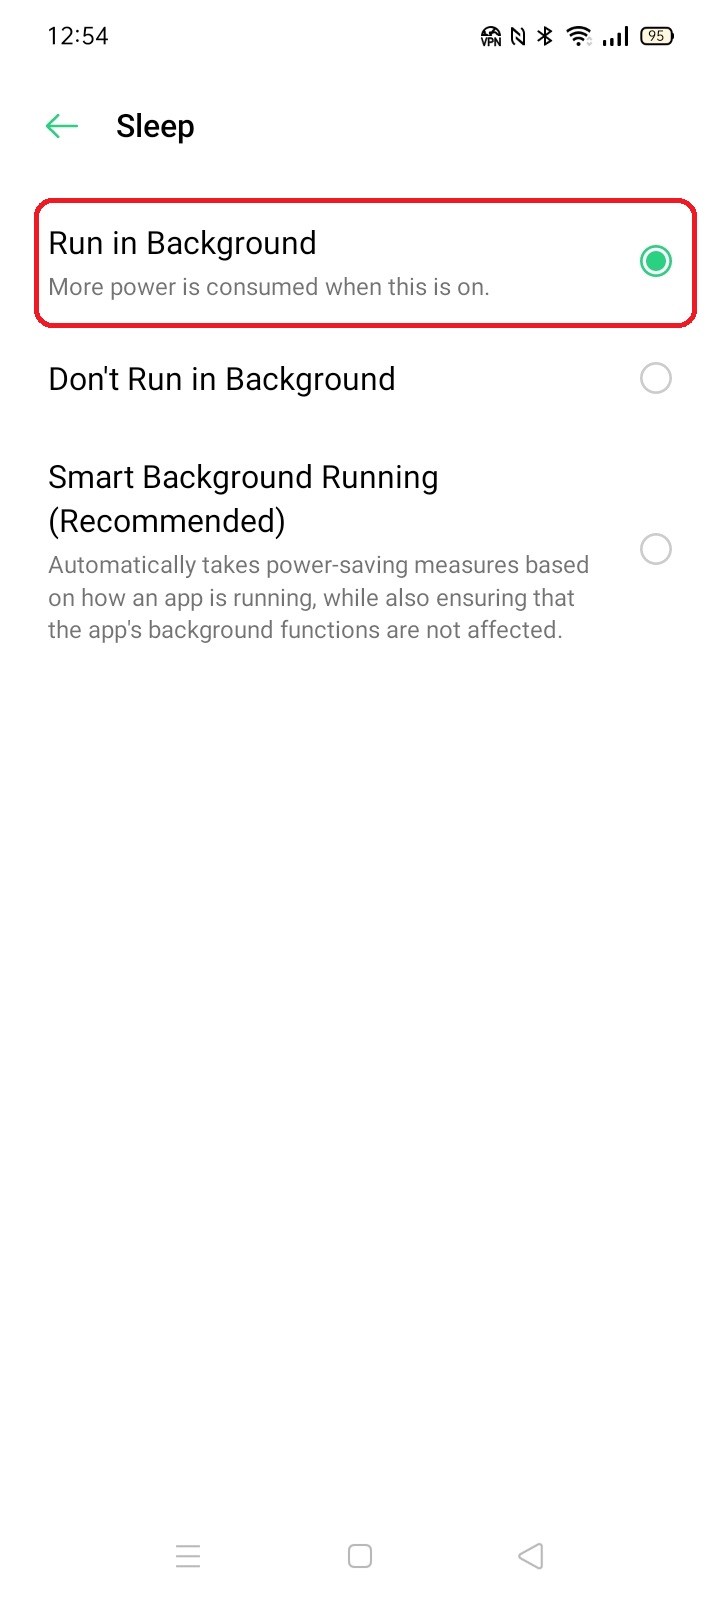 12:54
VPN
95
Sleep
Run in Background
More power is consumed when this is on.
Don't Run in Background
Smart Background Running
(Recommended)
Automatically takes power-saving measures based
on how an app is running, while also ensuring that
the app's background functions are not affected.